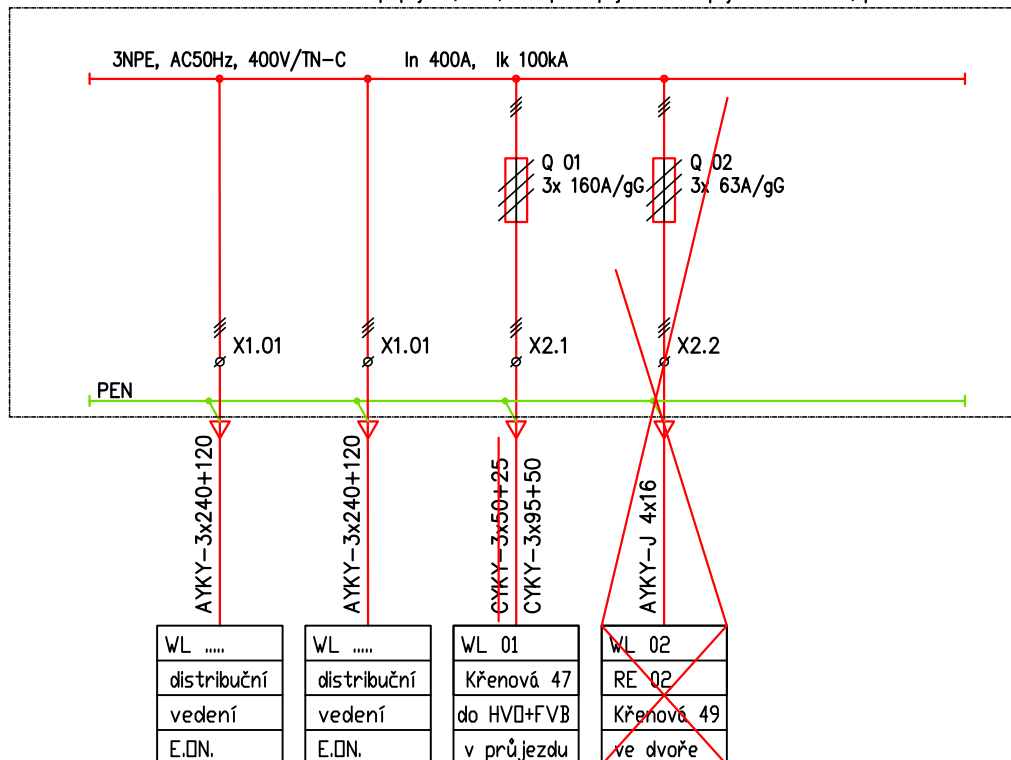 3NPE, AC50Hz, 400V/TN-C In 400A, Ik 100kA
Q 01
3x 160A/gG
Q 02
3x 63A/gG
X1.01
X1.01
X2.1
X2.2
PEN
AYKY-3x240+120
AYKY-3x240+120
CYKY-3x50+25
CYKY-3x95+50
AYKY-J 4x16
WL .....
distribuční
vedení
E.ON.
WL .....
distribuční
vedení
E.ON.
WL 01
Křenová 47
do HVO+FVB
v průjezdu
WL 02
RE 02
Křenová 49
ve dvoře